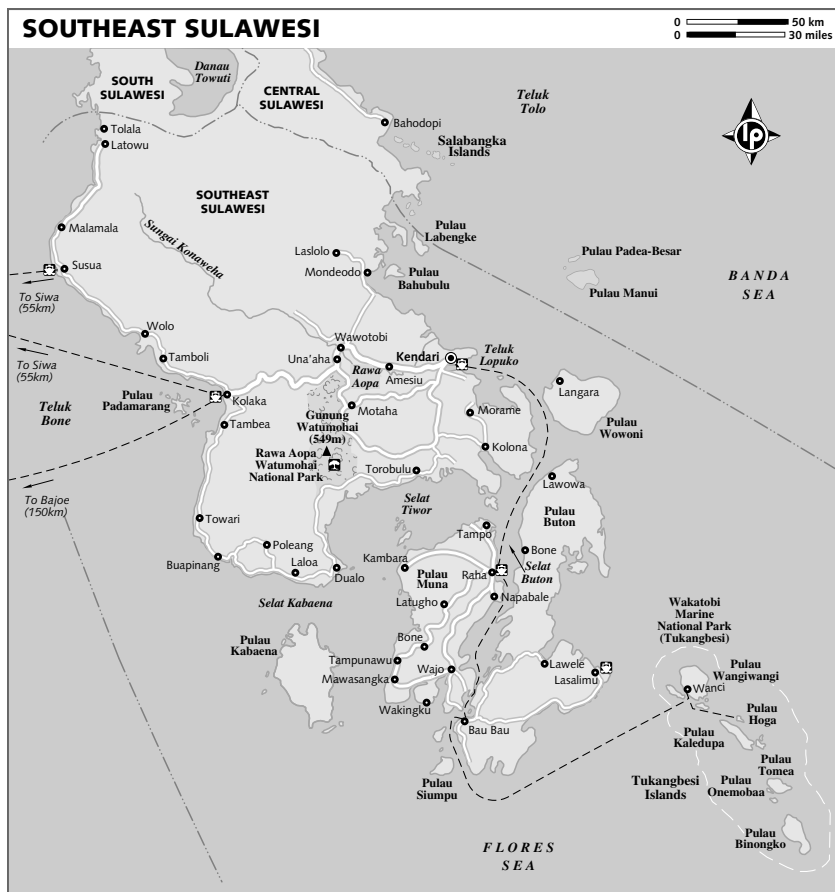 SOUTHEAST SULAWESI
0 50 km
0 30 miles
Danau
Towuti
SOUTH
SULAWESI
CENTRAL
SULAWESI
Teluk
Tolo
Bahodopi
Tolala
Latowu
Salabangka
Islands
lp
SOUTHEAST
SULAWESI
Malamala
Sungai Konaweha
Pulau
Labengke
Laslolo
Mondeodo
Pulau
Bahubulu
Pulau Padea-Besar
Pulau Manui
BANDA
SEA
Susua
To Siwa
(55km)
Wolo
Tamboli
Wawotobi
Una'aha
Rawa
Aopa
Kendari
Amesiu
Teluk
Lopuko
To Siwa
(55km)
Teluk
Bone
Pulau
Padamarang
Kolaka
Tambea
Langara
Pulau
Wowoni
Gunung
Watumohai
(549m)
Motaha
Morame
Kolona
Rawa Aopa
Watumohai
National Park
Torobulu
To Bajoe
(150km)
Selat
Tiwor
Lawowa
Pulau
Buton
Towari
Tampo
Poleang
Buapinang
Laloa
Dualo
Kambara
Pulau
Muna
Raha
Bone
Selat
Buton
Selat Kabaena
Latugho
Napabale
Pulau
Kabaena
Bone
Tampunawu
Mawasangka
Wajo
Wakingku
Lawele
Lasalimu
Bau Bau
Wakatobi
Marine
National Park
(Tukangbesi)
Pulau
Wangiwangi
Wanci
Pulau
Hoga
Pulau
Kaledupa
Pulau
Tomea
Pulau
Siumpu
Tukangbesi
Islands
Pulau
Onemobaa
Pulau
Binongko
FLORES
SEA